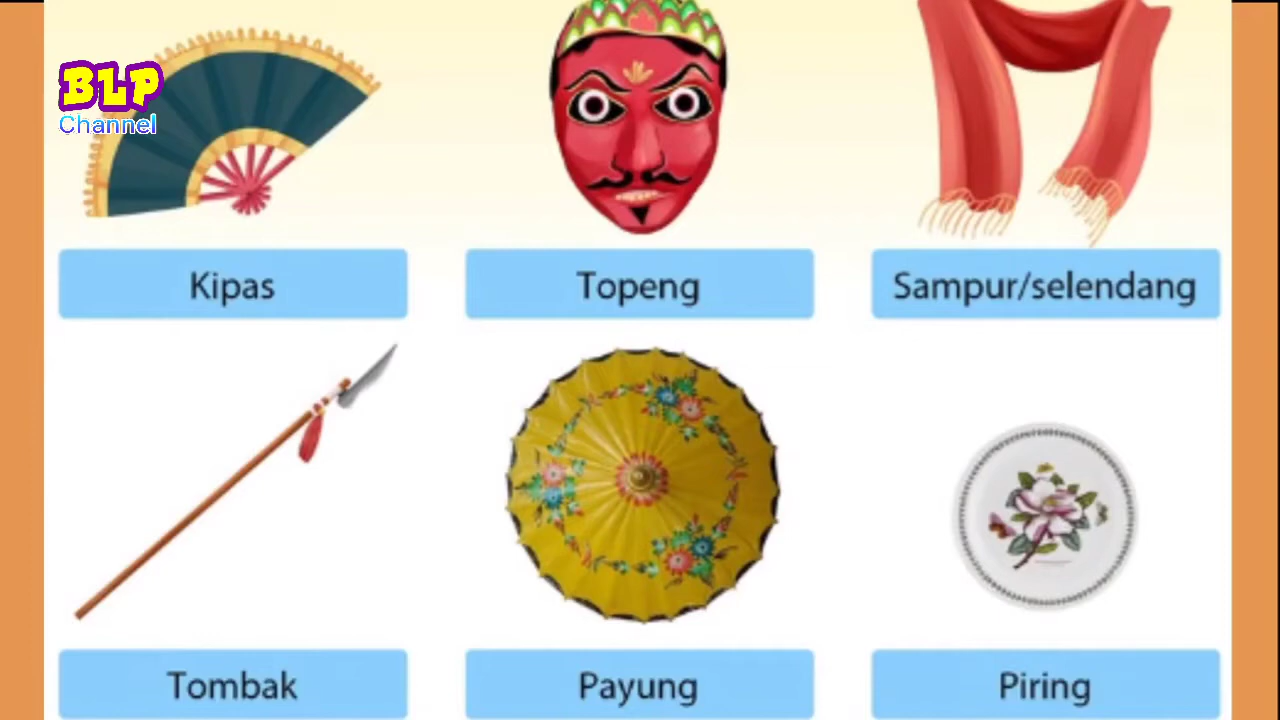 BLP
Channel
Kipas
Topeng
Sampur/selendang
Tombak
Payung
Piring